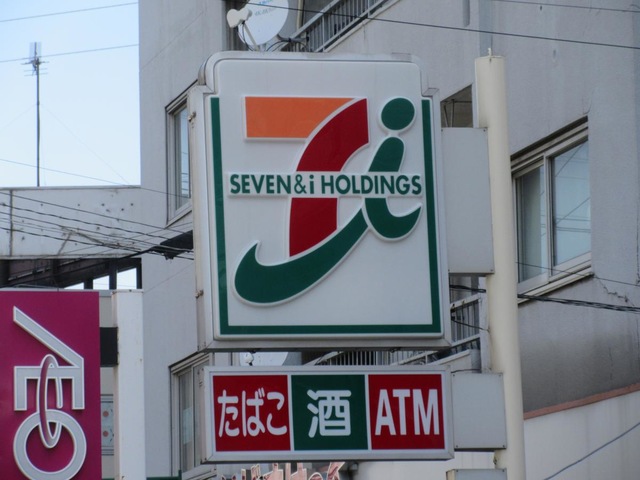 SEVEN & i HOLDINGS
たばこ 酒 ATM